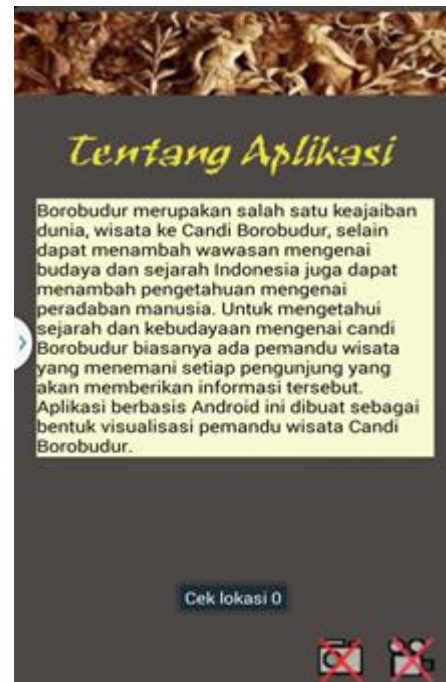 Tentang Aplikasi
Borobudur merupakan salah satu keajaiban
dunia, wisata ke Candi Borobudur, selain
dapat menambah wawasan mengenai
budaya dan sejarah Indonesia juga dapat
menambah pengetahuan mengenai
peradaban manusia. Untuk mengetahui
sejarah dan kebudayaan mengenai candi
Borobudur biasanya ada pemandu wisata
yang menemani setiap pengunjung yang
akan memberikan informasi tersebut.
Aplikasi berbasis Android ini dibuat sebagai
bentuk visualisasi pemandu wisata Candi
Borobudur.
Cek lokasi 0